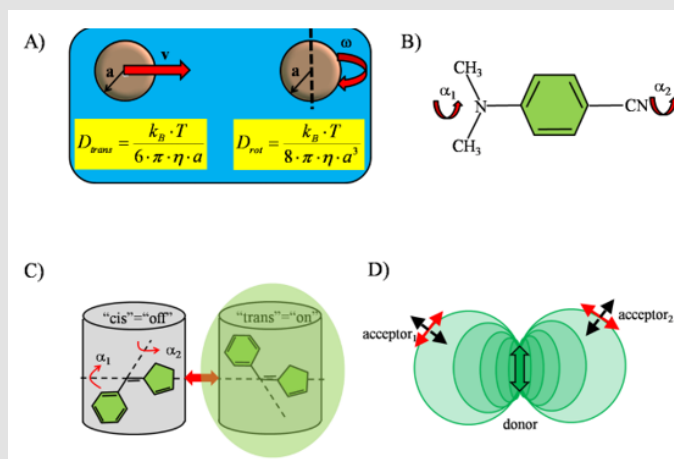 A)
a
v
a
ω
D_trans = k_B · T / 6 · π · η · a
D_rot = k_B · T / 8 · π · η · a³
B)
CH₃
α₁
N
CN
α₂
CH₃
C)
"cis"="off"
"trans"="on"
α₁
α₂
D)
acceptor₁
acceptor₂
donor